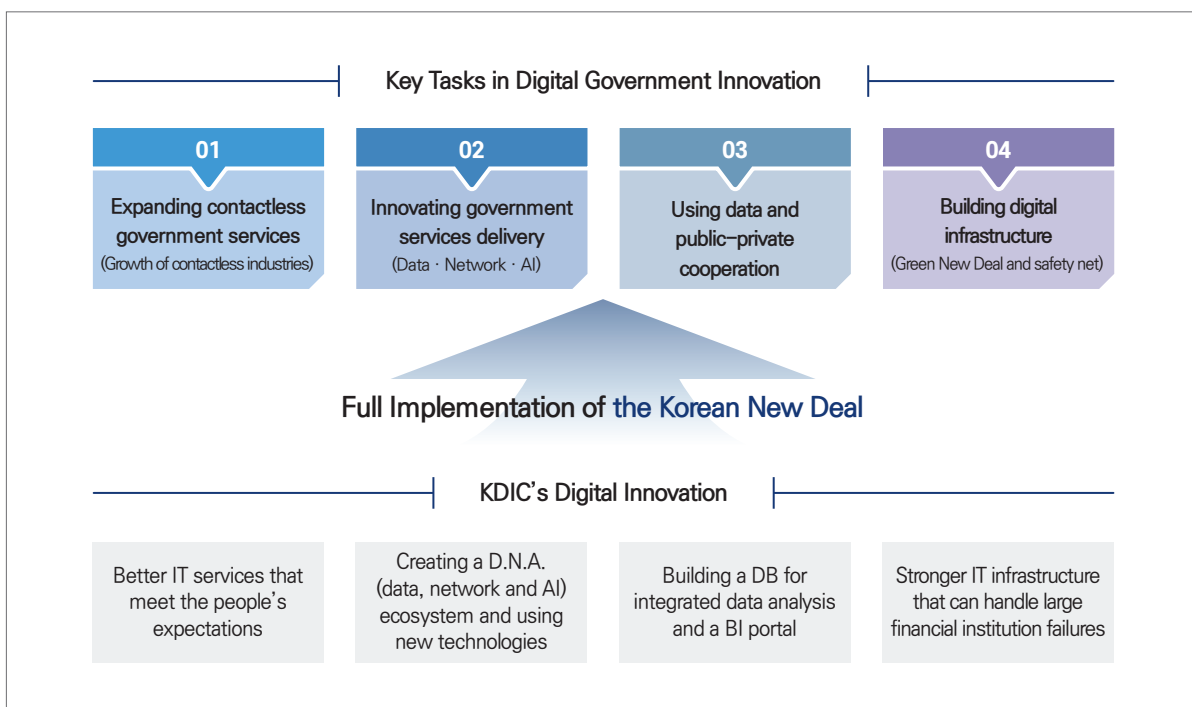 Key Tasks in Digital Government Innovation
01
Expanding contactless
government services
(Growth of contactless industries)
02
Innovating government
services delivery
(Data · Network · AI)
03
Using data and
public-private
cooperation
04
Building digital
infrastructure
(Green New Deal and safety net)
Full Implementation of the Korean New Deal
KDIC's Digital Innovation
Better IT services that
meet the people's
expectations
Creating a D.N.A.
(data, network and AI)
ecosystem and using
new technologies
Building a DB for
integrated data analysis
and a BI portal
Stronger IT infrastructure
that can handle large
financial institution failures